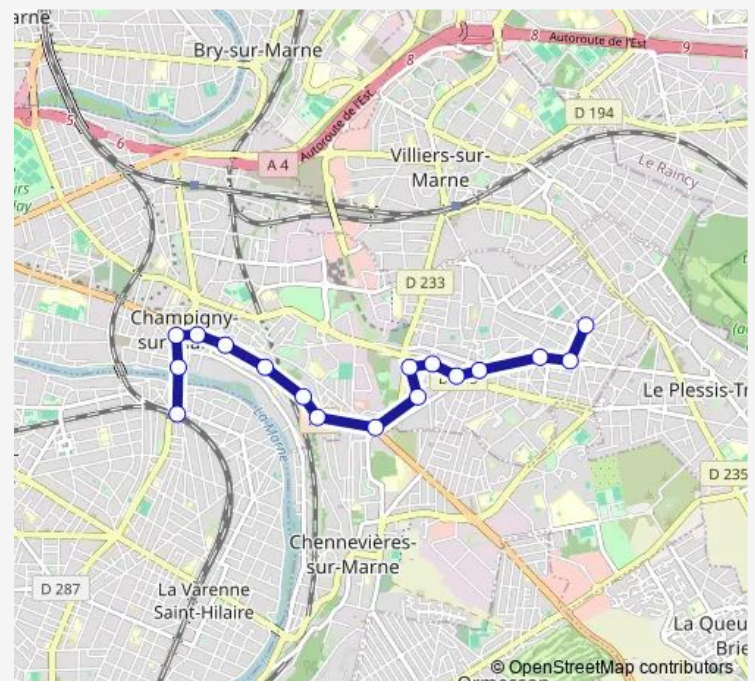 arne
Bry-sur-Marne
8
Autoroute de l'Est
9
8
D 194
5
6
A 4
Autoroute de l'Est
Villiers-sur-
Marne
Le Raincy
D 233
Champigny-
La Marne
Le Plessis-Tr
D 235
Chennevières-
sur-Marne
D 287
La Varenne
Saint-Hilaire
La Queu
Brie
© OpenStreetMap contributors